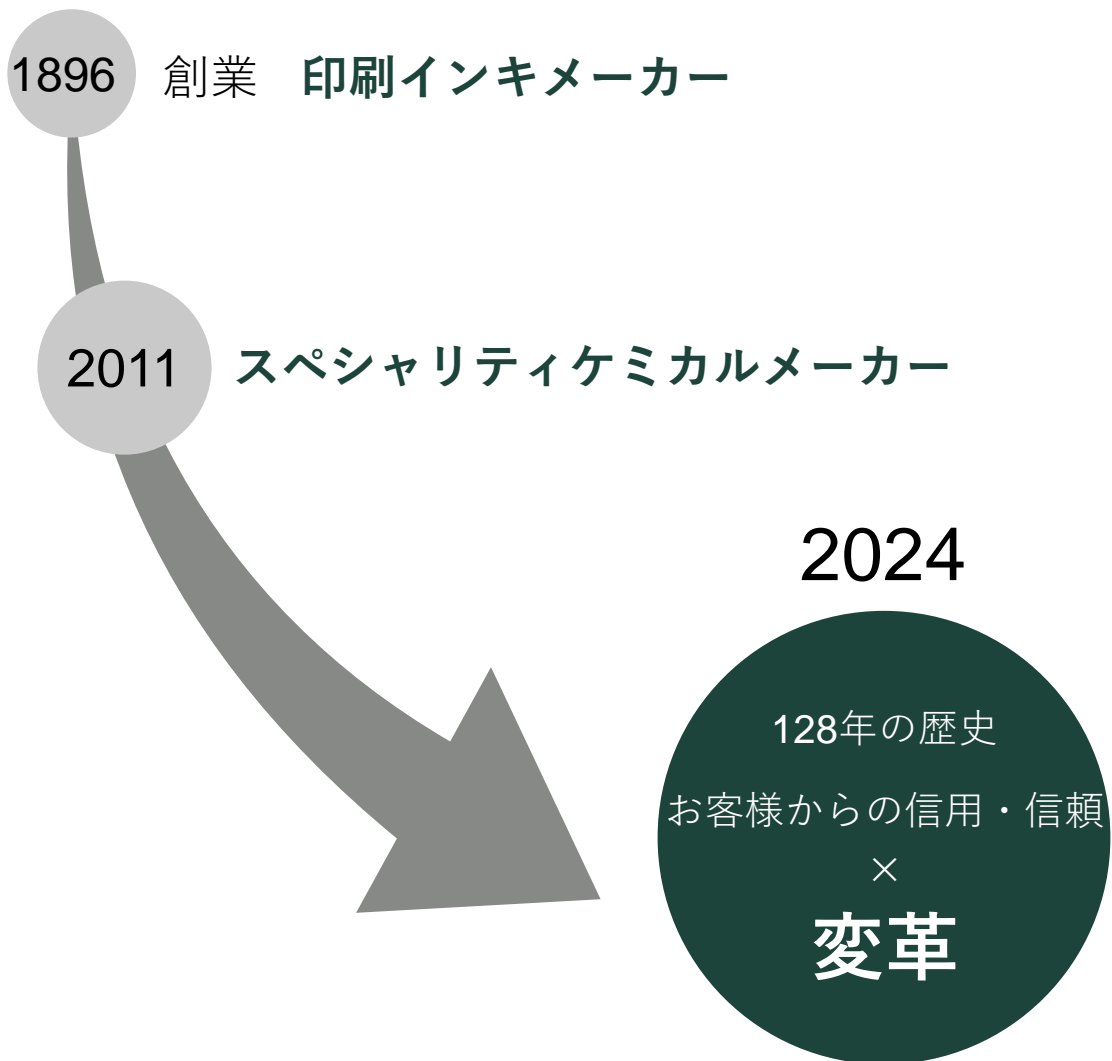 1896 創業 印刷インキメーカー
2011 スペシャリティケミカルメーカー
2024
128年の歴史
お客様からの信用・信頼
×
変革